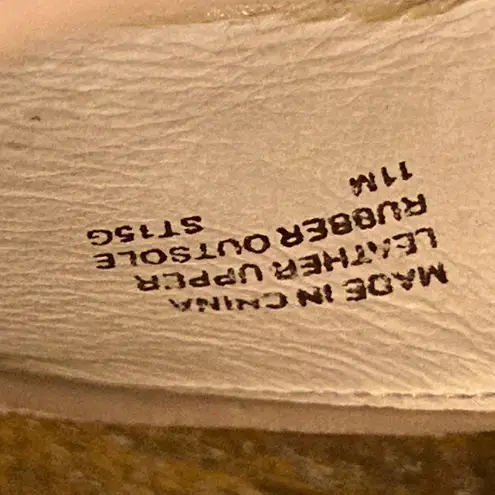 MADE IN CHINA
LEATHER UPPER
RUBBER OUTSOLE
11M ST15G